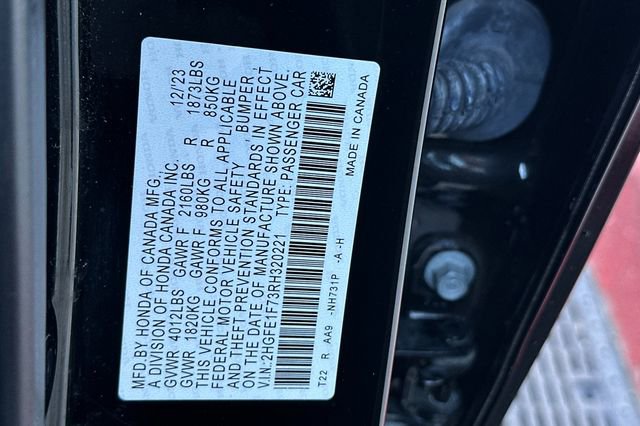 MFD.BY HONDA OF CANADA MFG., 12/23
A DIVISION OF HONDA CANADA INC.
GVWR 4012LBS GAWR F 2160LBS R 1873LBS
GVWR 1820KG GAWR F 980KG R 850KG
THIS VEHICLE CONFORMS TO ALL APPLICABLE
FEDERAL MOTOR VEHICLE SAFETY, BUMPER,
AND THEFT PREVENTION STANDARDS IN EFFECT
ON THE DATE OF MANUFACTURE SHOWN ABOVE.
V.I.N.:2HGFE1F73RH320221 TYPE: PASSENGER CAR
T22 R AA9 -NH731P -A -H MADE IN CANADA